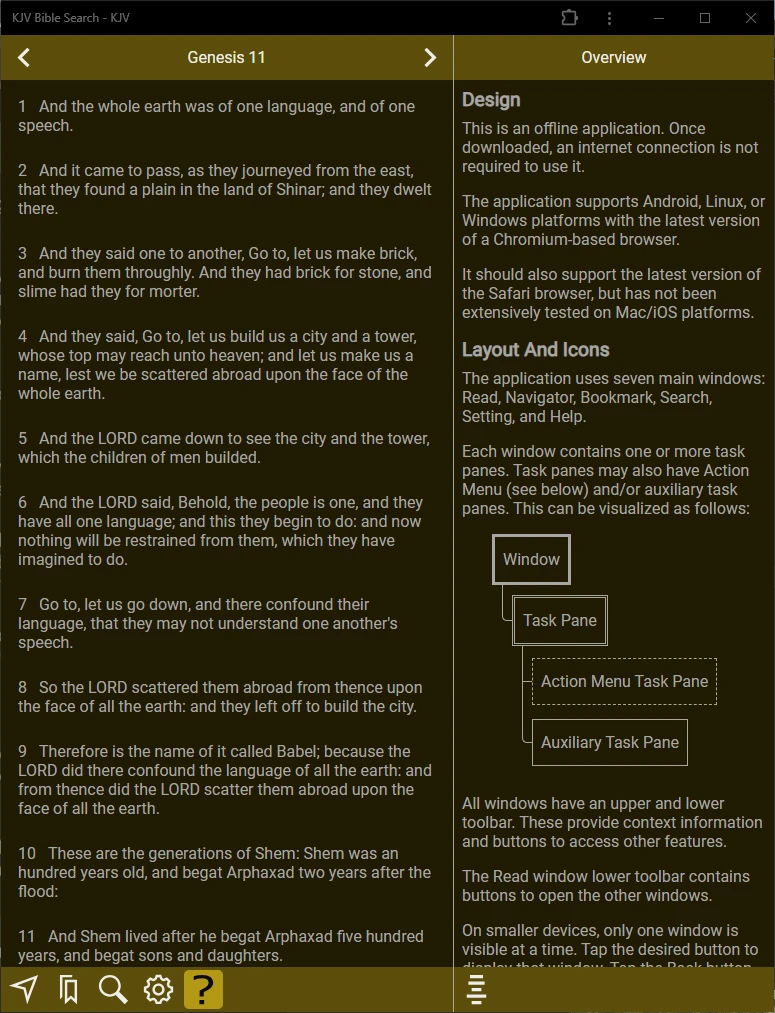 KJV Bible Search - KJV
Genesis 11
1 And the whole earth was of one language, and of one
speech.
2 And it came to pass, as they journeyed from the east,
that they found a plain in the land of Shinar; and they dwelt
there.
3 And they said one to another, Go to, let us make brick,
and burn them throughly. And they had brick for stone, and
slime had they for morter.
4 And they said, Go to, let us build us a city and a tower,
whose top may reach unto heaven; and let us make us a
name, lest we be scattered abroad upon the face of the
whole earth.
5 And the LORD came down to see the city and the tower,
which the children of men builded.
6 And the LORD said, Behold, the people is one, and they
have all one language; and this they begin to do: and now
nothing will be restrained from them, which they have
imagined to do.
7 Go to, let us go down, and there confound their
language, that they may not understand one another's
speech.
8 So the LORD scattered them abroad from thence upon
the face of all the earth: and they left off to build the city.
9 Therefore is the name of it called Babel; because the
LORD did there confound the language of all the earth: and
from thence did the LORD scatter them abroad upon the
face of all the earth.
10 These are the generations of Shem: Shem was an
hundred years old, and begat Arphaxad two years after the
flood:
11 And Shem lived after he begat Arphaxad five hundred
years, and begat sons and daughters.
?
Overview
Design
This is an offline application. Once
downloaded, an internet connection is not
required to use it.
The application supports Android, Linux, or
Windows platforms with the latest version
of a Chromium-based browser.
It should also support the latest version of
the Safari browser, but has not been
extensively tested on Mac/iOS platforms.
Layout And Icons
The application uses seven main windows:
Read, Navigator, Bookmark, Search,
Setting, and Help.
Each window contains one or more task
panes. Task panes may also have Action
Menu (see below) and/or auxiliary task
panes. This can be visualized as follows:
Window
Task Pane
Action Menu Task Pane
Auxiliary Task Pane
All windows have an upper and lower
toolbar. These provide context information
and buttons to access other features.
The Read window lower toolbar contains
buttons to open the other windows.
On smaller devices, only one window is
visible at a time. Tap the desired button to
display that window. Tap the Back button